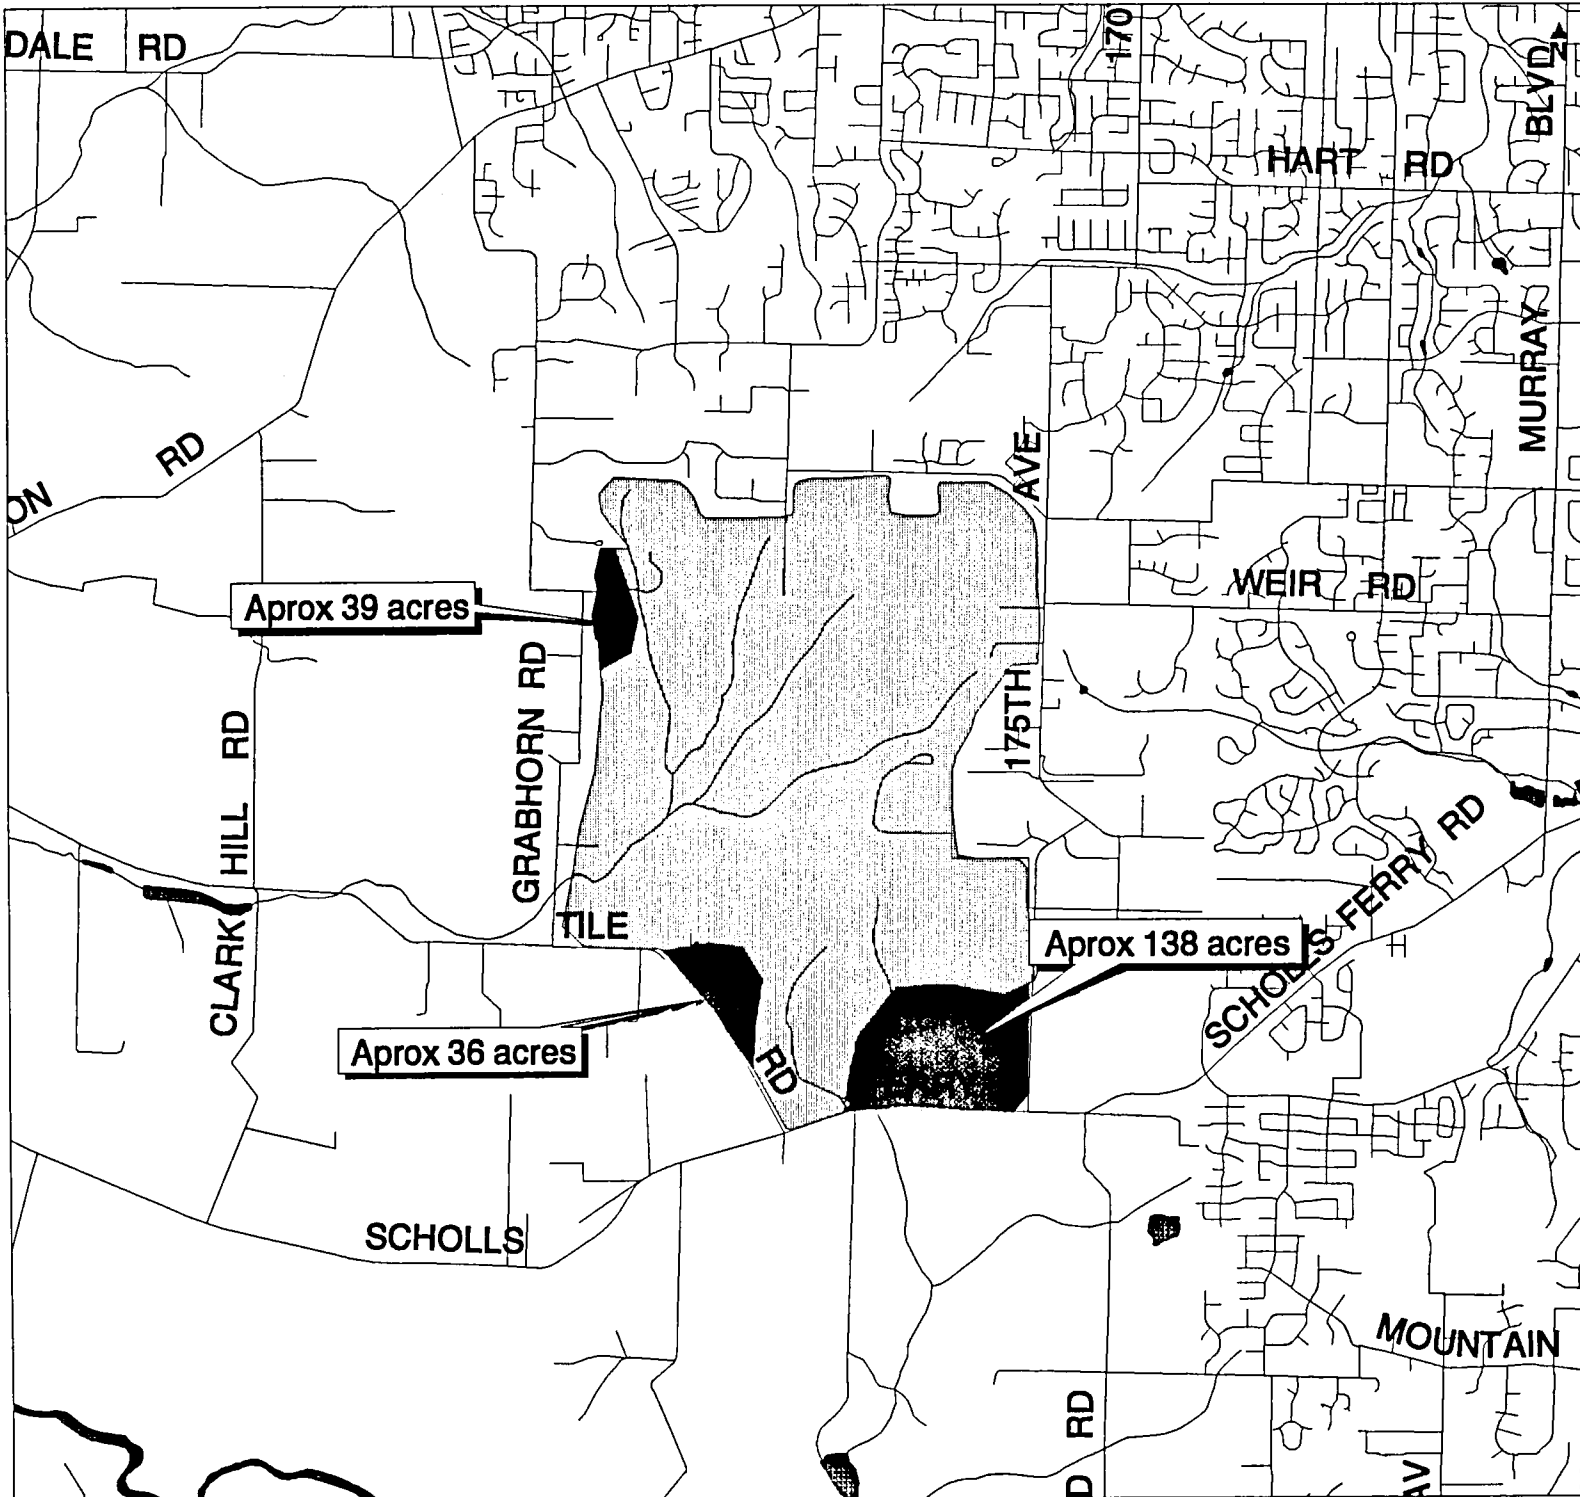 DALE RD
170
BLVD
N
HART RD
MURRAY
RD
ON
AVE
WEIR RD
Aprox 39 acres
GRABHORN RD
175TH
HILL RD
CLARK
SCHOLLS FERRY RD
TILE
RD
Aprox 138 acres
Aprox 36 acres
SCHOLLS
MOUNTAIN
RD
D
AV